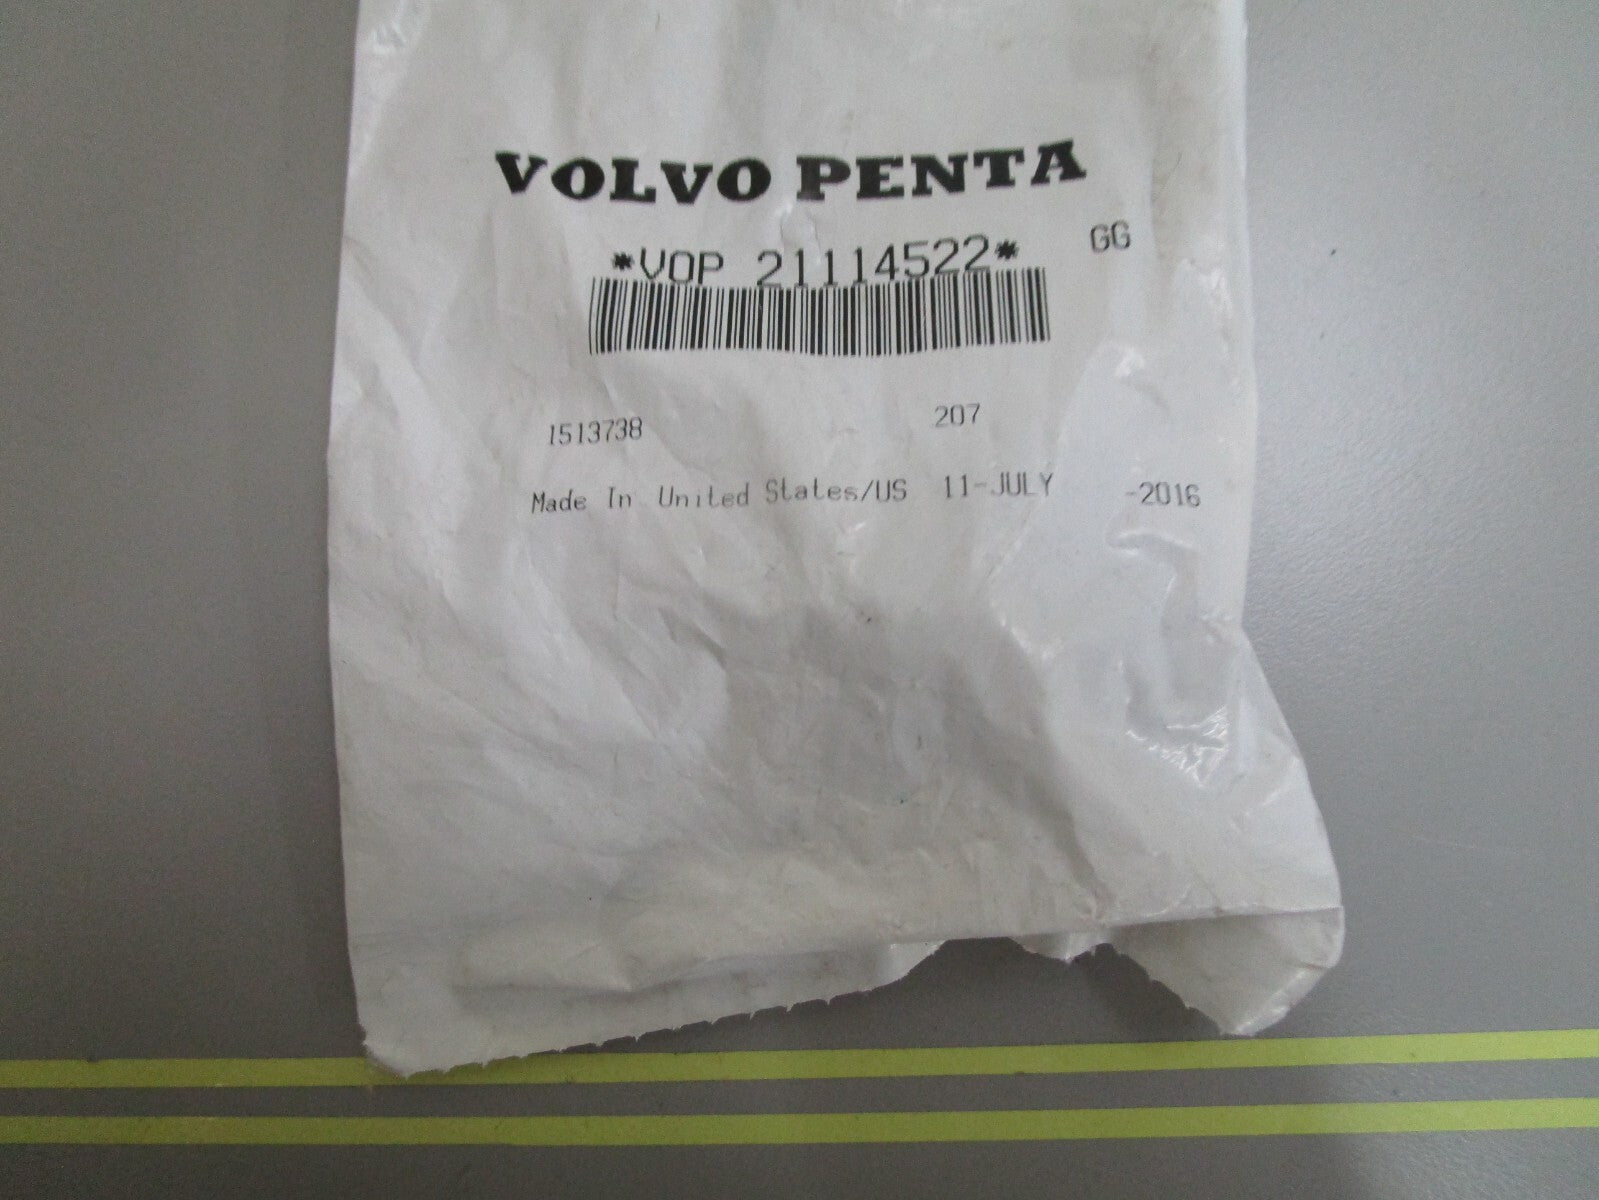 VOLVO PENTA
*VOP 21114522* GG
1513738 207
Made In United States/US 11-JULY -2016